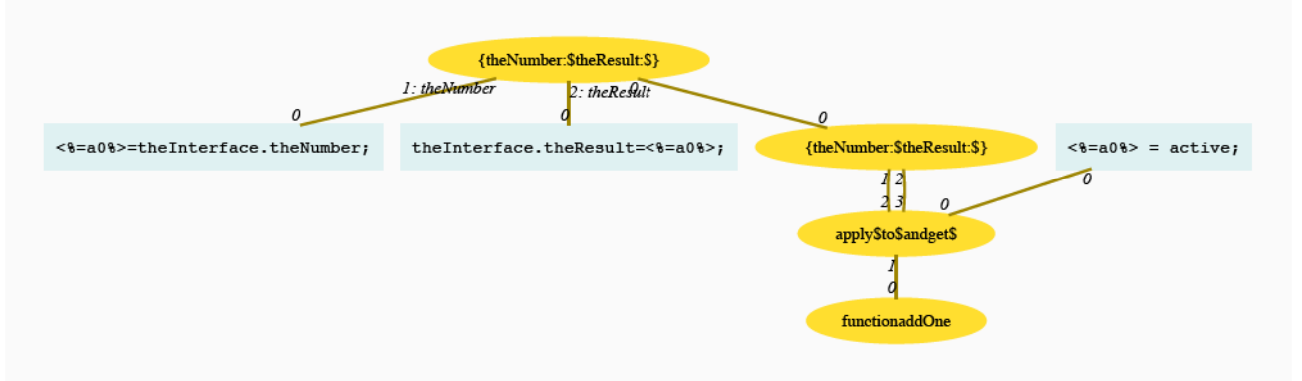 {theNumber:$theResult:$}
1: theNumber
2: theResult
0
0
0
0
<%=a0%>=theInterface.theNumber;
theInterface.theResult=<%=a0%>;
{theNumber:$theResult:$}
<%=a0%> = active;
1 2
0
2 3
0
apply$to$andget$
1
0
functionaddOne